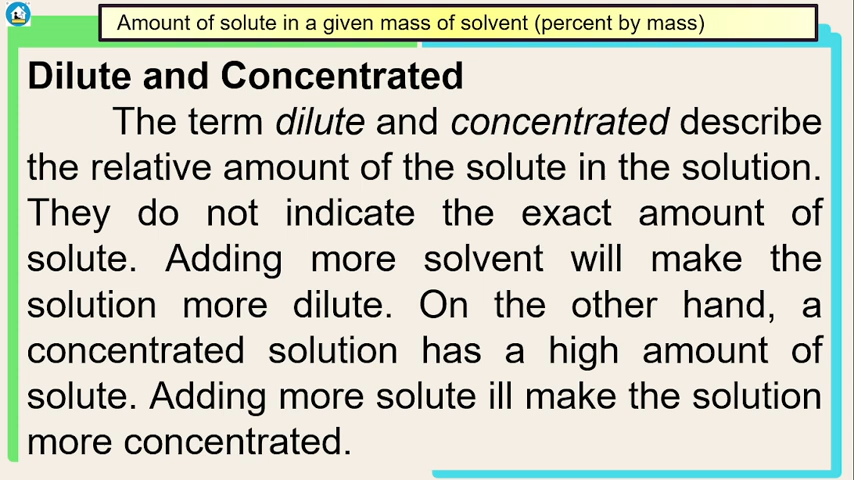 Amount of solute in a given mass of solvent (percent by mass)
Dilute and Concentrated
The term dilute and concentrated describe
the relative amount of the solute in the solution.
They do not indicate the exact amount of
solute. Adding more solvent will make the
solution more dilute. On the other hand, a
concentrated solution has a high amount of
solute. Adding more solute ill make the solution
more concentrated.